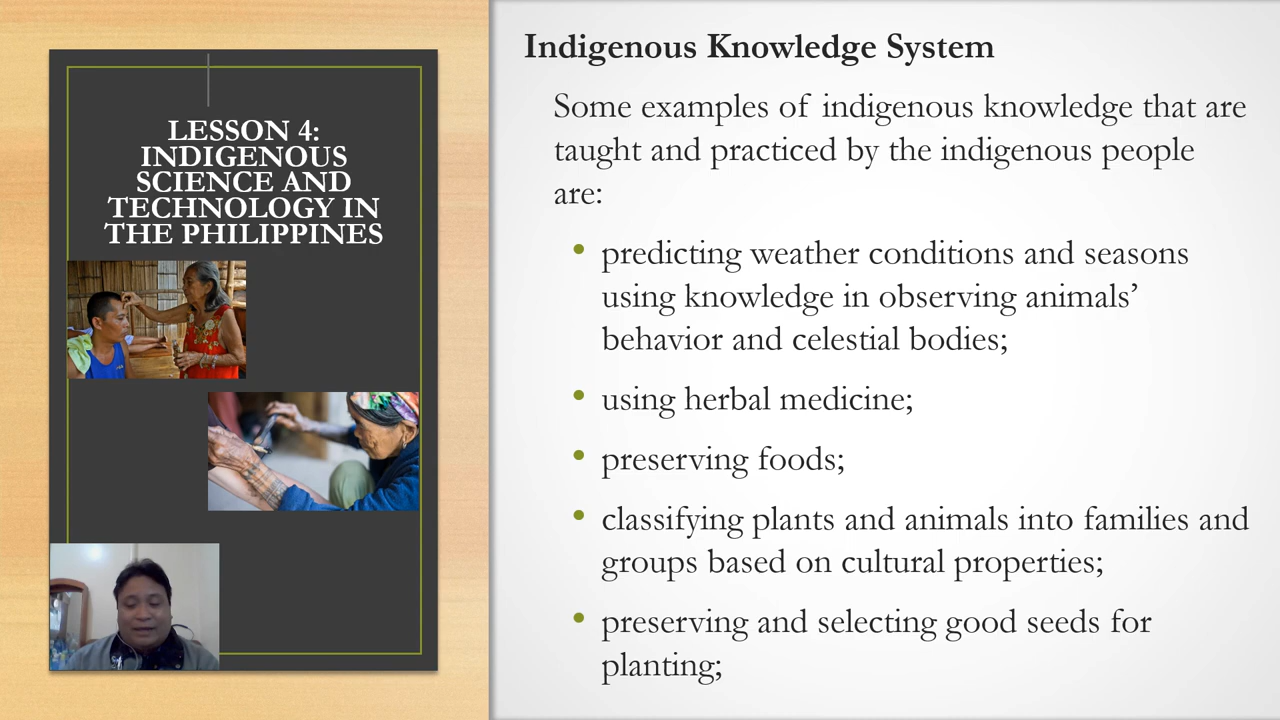 LESSON 4:
INDIGENOUS
SCIENCE AND
TECHNOLOGY IN
THE PHILIPPINES
Indigenous Knowledge System
Some examples of indigenous knowledge that are
taught and practiced by the indigenous people
are:
• predicting weather conditions and seasons
using knowledge in observing animals’
behavior and celestial bodies;
• using herbal medicine;
• preserving foods;
• classifying plants and animals into families and
groups based on cultural properties;
• preserving and selecting good seeds for
planting;